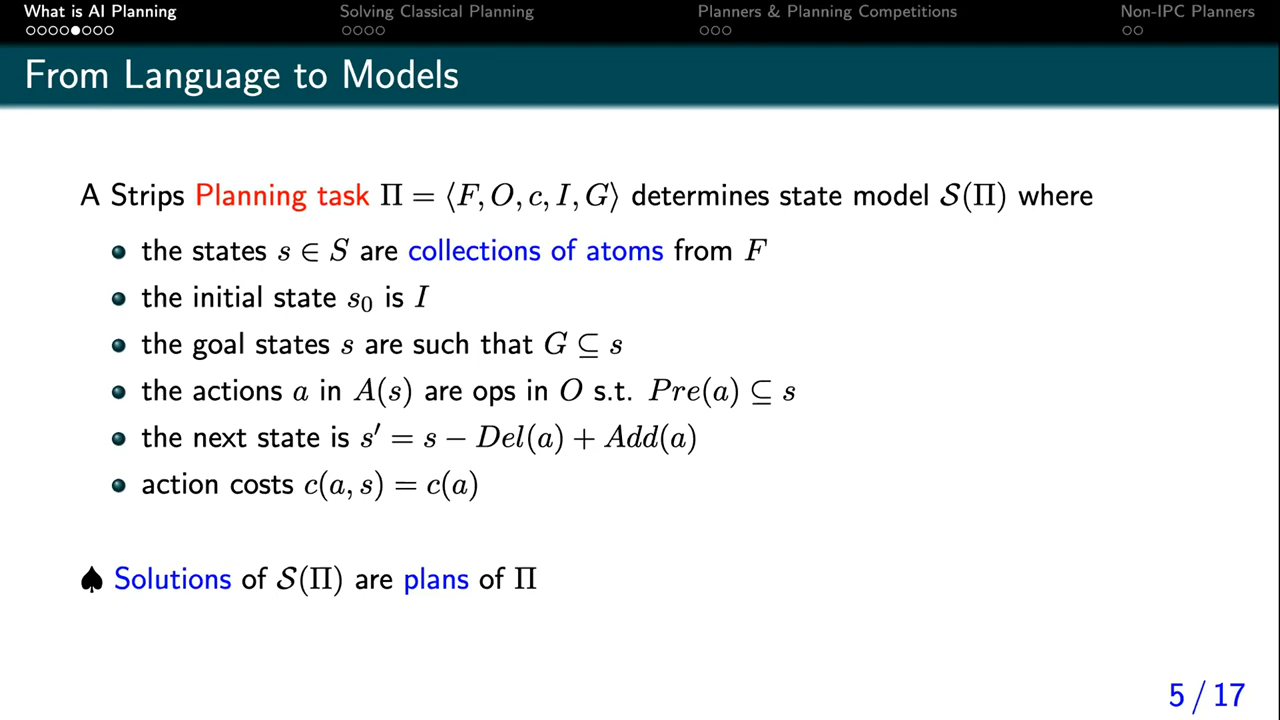 What is AI Planning
Solving Classical Planning
Planners & Planning Competitions
Non-IPC Planners
From Language to Models
A Strips Planning task Π = ⟨F, O, c, I, G⟩ determines state model 𝒮(Π) where
the states s ∈ S are collections of atoms from F
the initial state s₀ is I
the goal states s are such that G ⊆ s
the actions a in A(s) are ops in O s.t. Pre(a) ⊆ s
the next state is s′ = s − Del(a) + Add(a)
action costs c(a, s) = c(a)
♠ Solutions of 𝒮(Π) are plans of Π
5 / 17